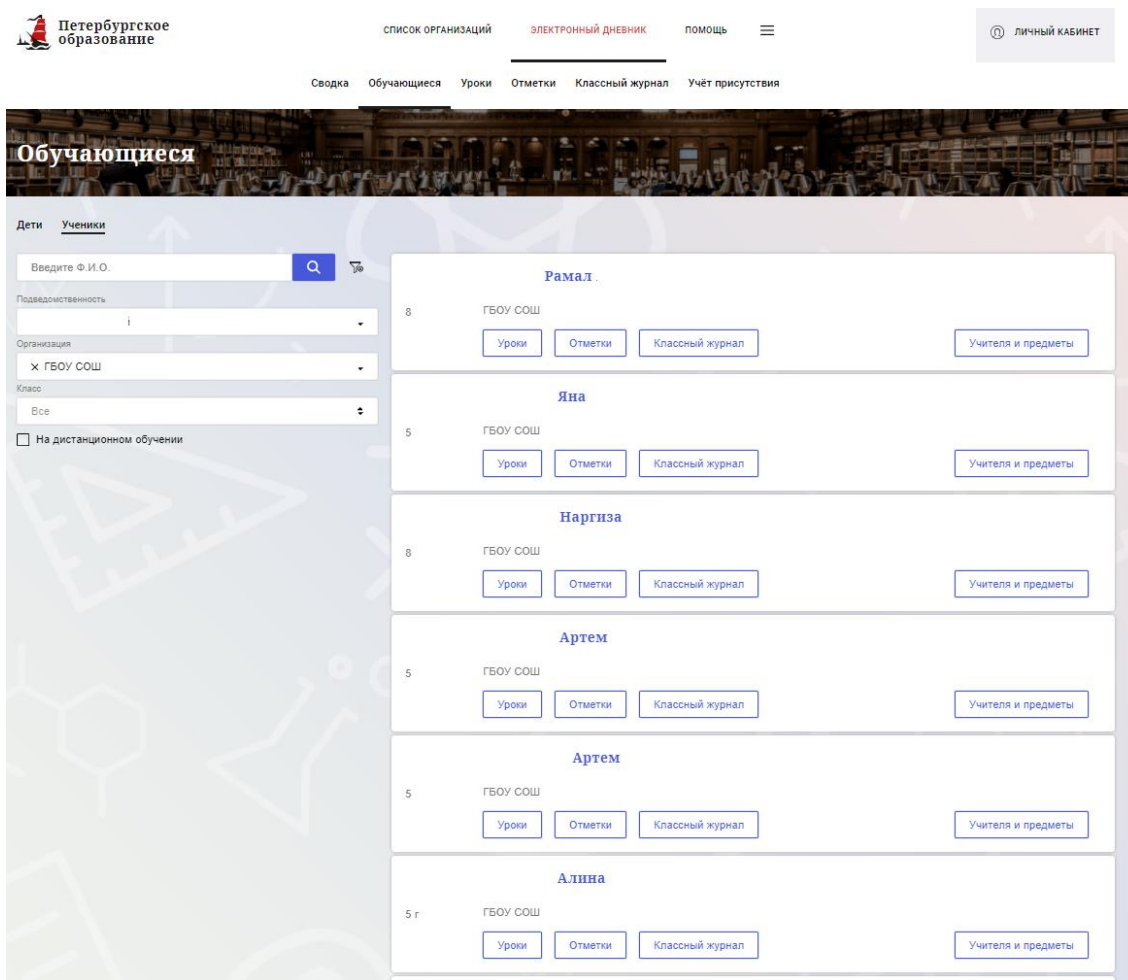 Петербургское
образование
СПИСОК ОРГАНИЗАЦИЙ ЭЛЕКТРОННЫЙ ДНЕВНИК ПОМОЩЬ
ЛИЧНЫЙ КАБИНЕТ
Сводка Обучающиеся Уроки Отметки Классный журнал Учёт присутствия
Обучающиеся
Дети Ученики
Введите Ф.И.О.
Подведомственность
i
Организация
× ГБОУ СОШ
Класс
Все
На дистанционном обучении
Рамал
8 ГБОУ СОШ
Уроки Отметки Классный журнал Учителя и предметы
Яна
5 ГБОУ СОШ
Уроки Отметки Классный журнал Учителя и предметы
Наргиза
8 ГБОУ СОШ
Уроки Отметки Классный журнал Учителя и предметы
Артем
5 ГБОУ СОШ
Уроки Отметки Классный журнал Учителя и предметы
Артем
5 ГБОУ СОШ
Уроки Отметки Классный журнал Учителя и предметы
Алина
5 г ГБОУ СОШ
Уроки Отметки Классный журнал Учителя и предметы